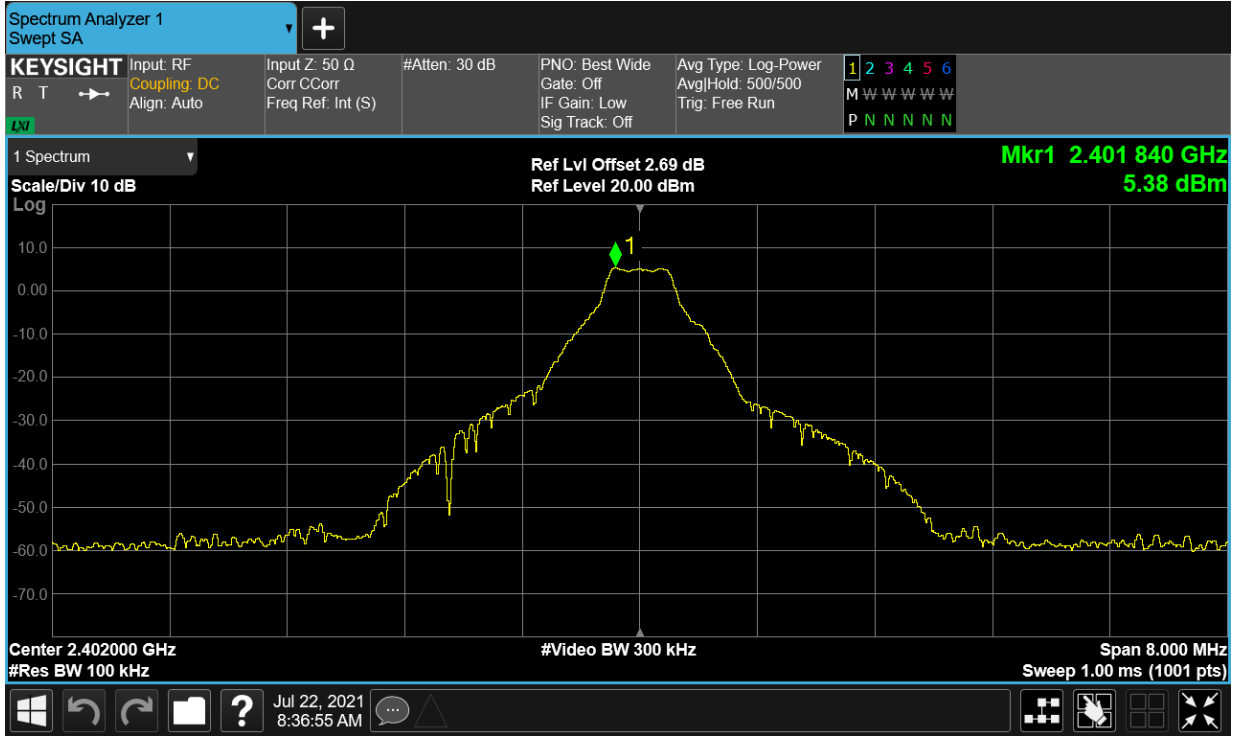 Spectrum Analyzer 1
Swept SA
KEYSIGHT
R T
LXI
Input: RF
Coupling: DC
Align: Auto
Input Z: 50 Ω
Corr CCorr
Freq Ref: Int (S)
#Atten: 30 dB
PNO: Best Wide
Gate: Off
IF Gain: Low
Sig Track: Off
Avg Type: Log-Power
Avg|Hold: 500/500
Trig: Free Run
1 2 3 4 5 6
M W W W W W
P N N N N N
1 Spectrum
Scale/Div 10 dB
Log
Ref Lvl Offset 2.69 dB
Ref Level 20.00 dBm
Mkr1 2.401 840 GHz
5.38 dBm
1
10.0
0.00
-10.0
-20.0
-30.0
-40.0
-50.0
-60.0
-70.0
Center 2.402000 GHz
#Res BW 100 kHz
#Video BW 300 kHz
Span 8.000 MHz
Sweep 1.00 ms (1001 pts)
?
Jul 22, 2021
8:36:55 AM